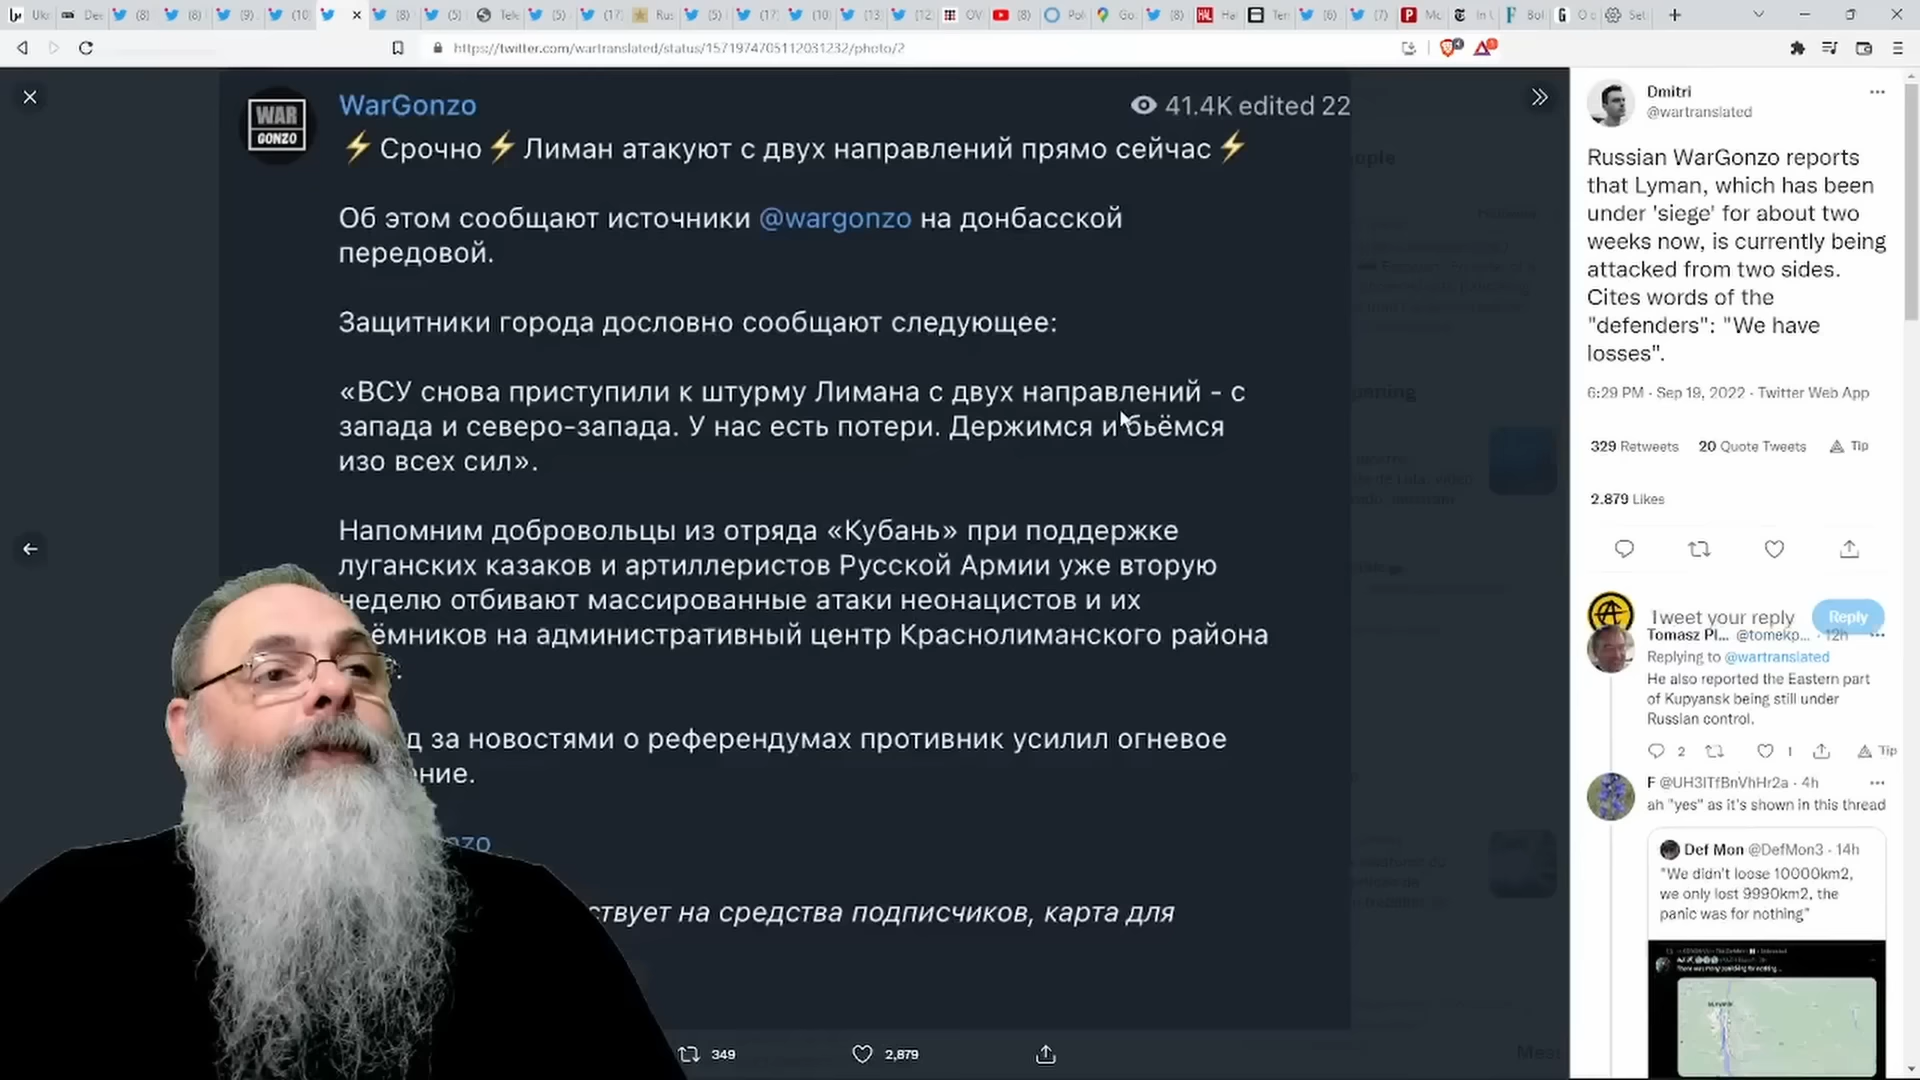 https://twitter.com/wartranslated/status/1571974705112031232/photo/2
WAR
GONZO
WarGonzo
41.4K edited 22
⚡Срочно⚡Лиман атакуют с двух направлений прямо сейчас⚡
Об этом сообщают источники @wargonzo на донбасской
передовой.
Защитники города дословно сообщают следующее:
«ВСУ снова приступили к штурму Лимана с двух направлений - с
запада и северо-запада. У нас есть потери. Держимся и бьёмся
изо всех сил».
Напомним добровольцы из отряда «Кубань» при поддержке
луганских казаков и артиллеристов Русской Армии уже вторую
неделю отбивают массированные атаки неонацистов и их
на административный центр Краснолиманского района
за новостями о референдумах противник усилил огневое
на средства подписчиков, карта для
349
2,879
Dmitri
@wartranslated
Russian WarGonzo reports
that Lyman, which has been
under 'siege' for about two
weeks now, is currently being
attacked from two sides.
Cites words of the
"defenders": "We have
losses".
6:29 PM · Sep 19, 2022 · Twitter Web App
329 Retweets 20 Quote Tweets Tip
2,879 Likes
Tweet your reply
Reply
Tomasz Pl... @tomekp... · 12h
Replying to @wartranslated
He also reported the Eastern part
of Kupyansk being still under
Russian control.
2 1 Tip
F @UH3ITfBnVhHr2a · 4h
ah "yes" as it's shown in this thread
Def Mon @DefMon3 · 14h
"We didn't loose 10000km2,
we only lost 9990km2, the
panic was for nothing"